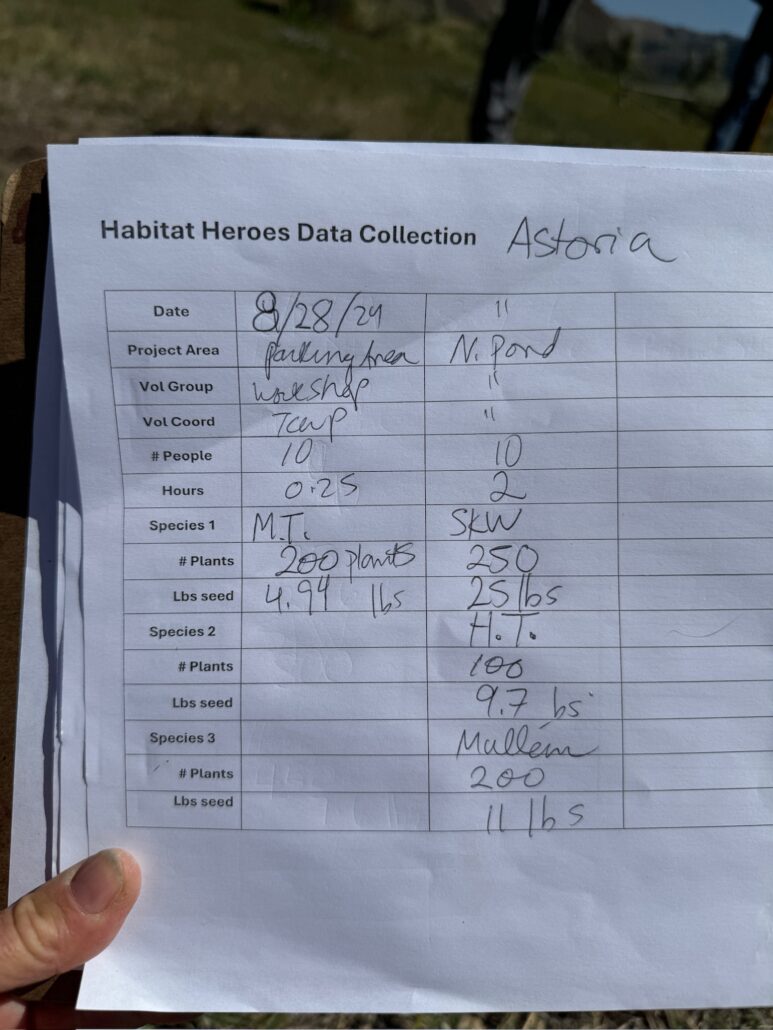 Habitat Heroes Data Collection Astoria
Date 8/28/24 "
Project Area Parking Area N. Pond
Vol Group workshop "
Vol Coord "
# People 10 10
Hours 0.25 2
Species 1 M.T. SKW
# Plants 200 plants 250
Lbs seed 4.94 lbs 25 lbs
Species 2 H.T.
# Plants 100
Lbs seed 9.7 lbs
Species 3 Mullein
# Plants 200
Lbs seed 11 lbs